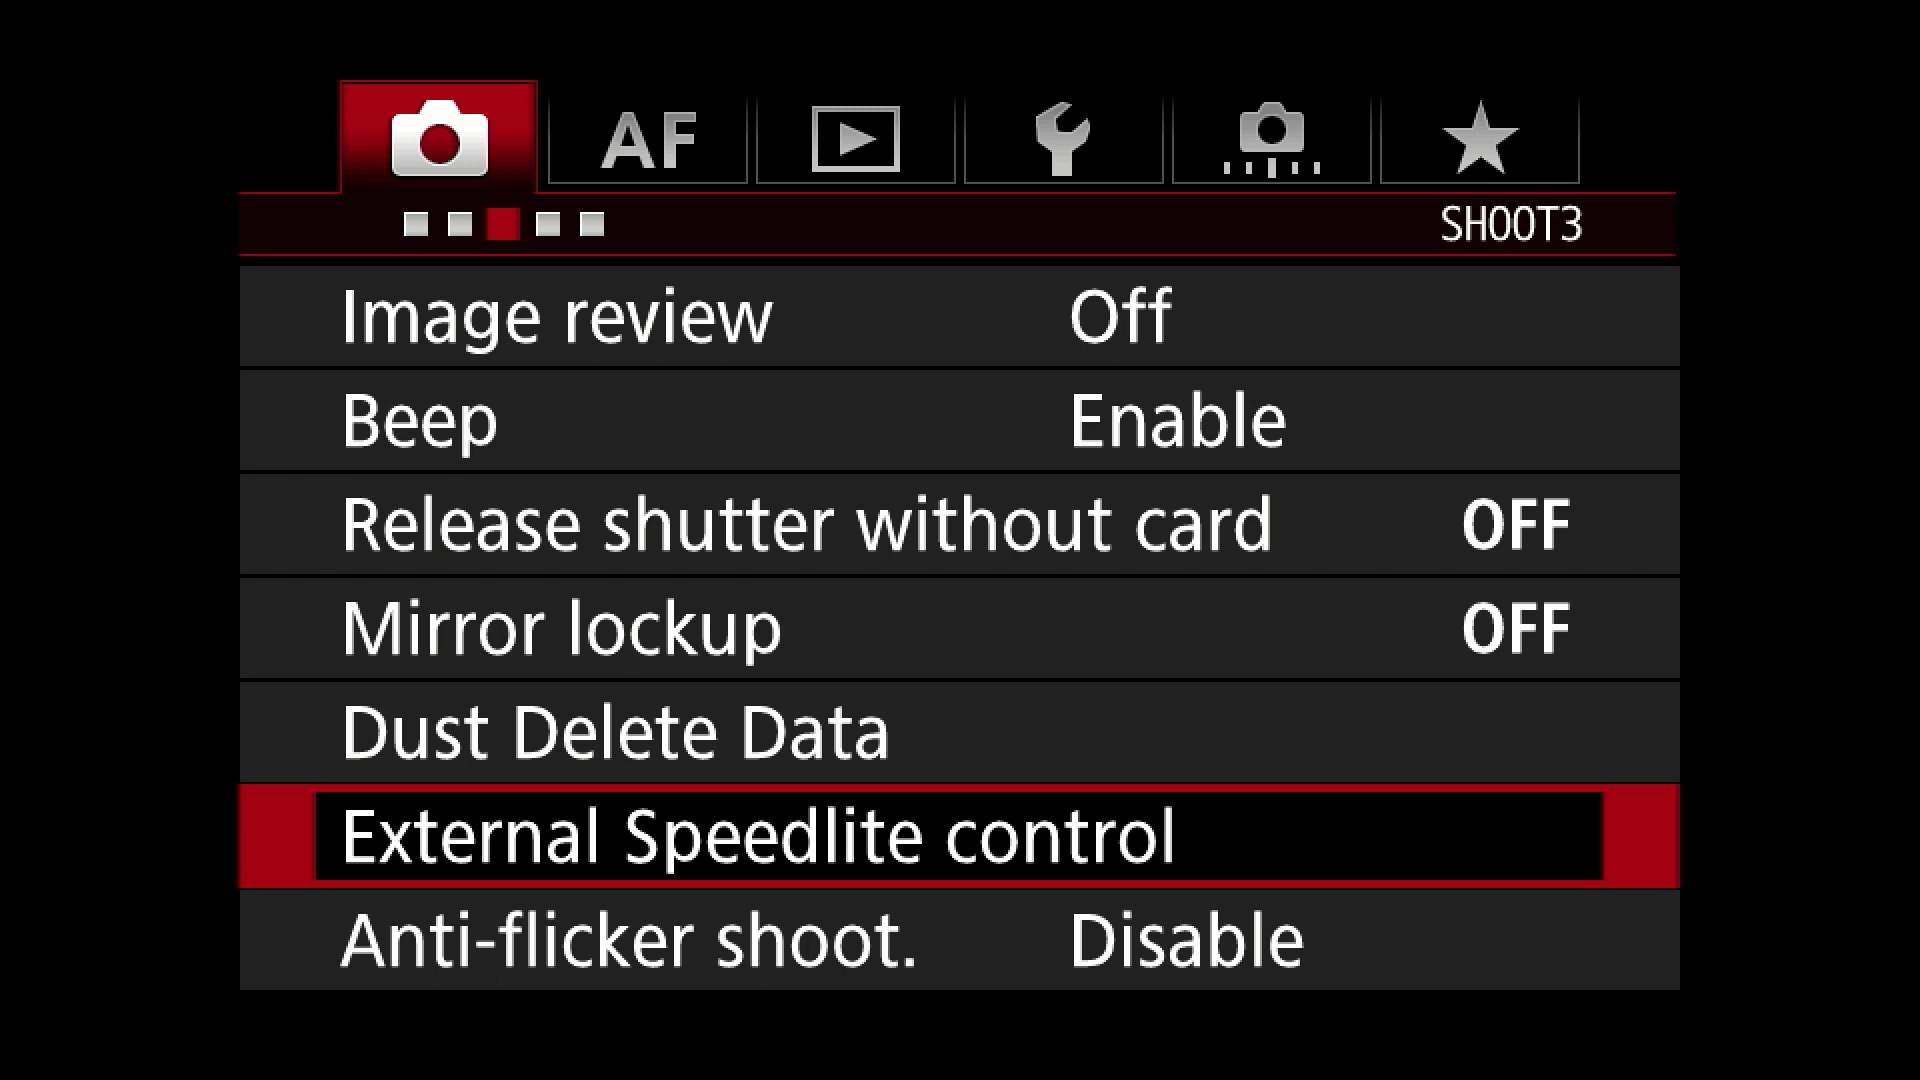 AF
SHOOT3
Image review Off
Beep Enable
Release shutter without card OFF
Mirror lockup OFF
Dust Delete Data
External Speedlite control
Anti-flicker shoot. Disable